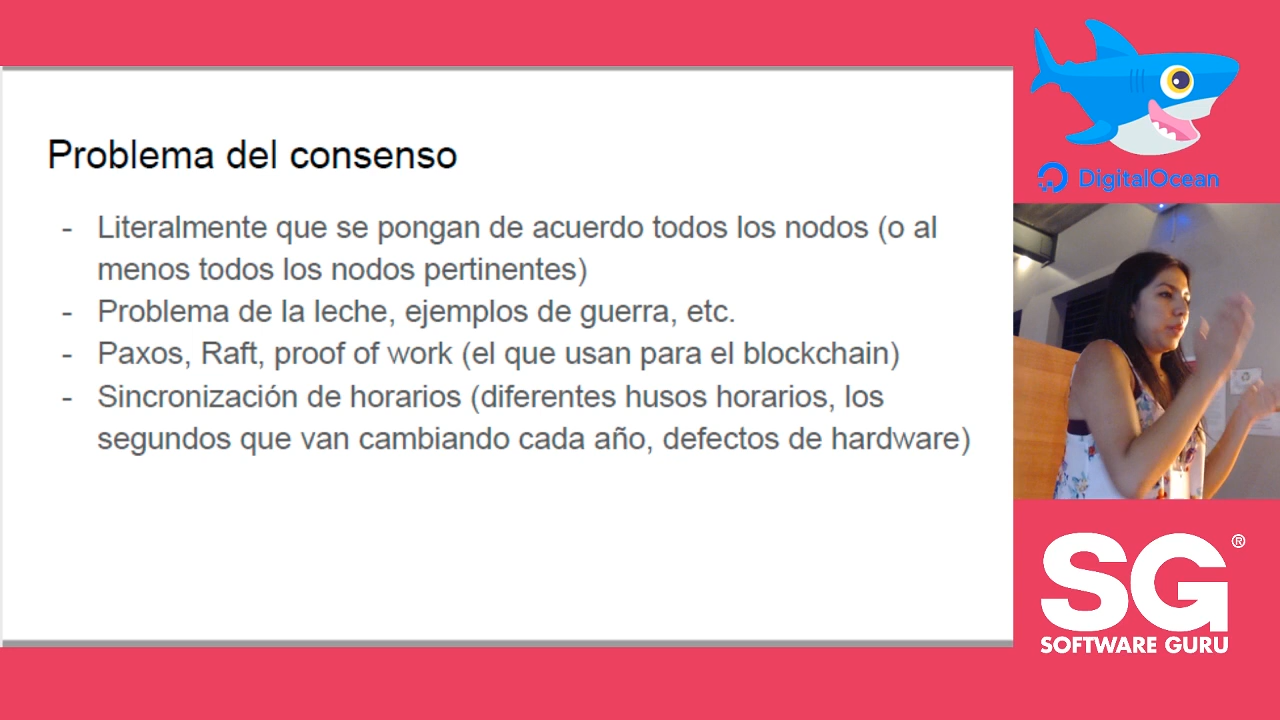 Problema del consenso
- Literalmente que se pongan de acuerdo todos los nodos (o al
menos todos los nodos pertinentes)
- Problema de la leche, ejemplos de guerra, etc.
- Paxos, Raft, proof of work (el que usan para el blockchain)
- Sincronización de horarios (diferentes husos horarios, los
segundos que van cambiando cada año, defectos de hardware)
DigitalOcean
SG®
SOFTWARE GURU